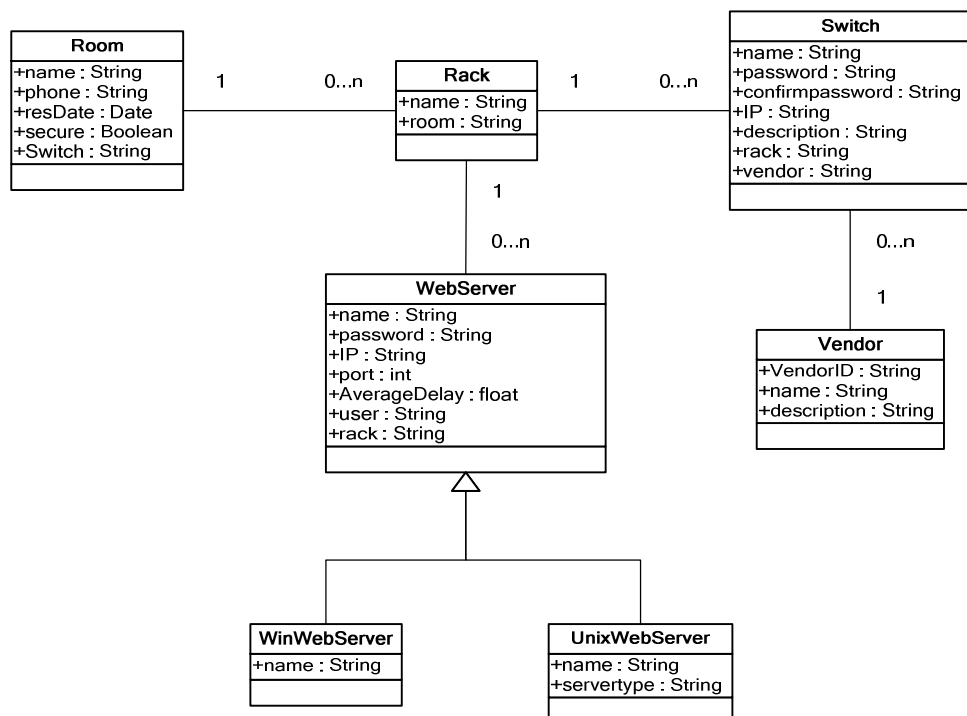 Room
+name : String
+phone : String
+resDate : Date
+secure : Boolean
+Switch : String
1
0...n
Rack
+name : String
+room : String
1
0...n
Switch
+name : String
+password : String
+confirmpassword : String
+IP : String
+description : String
+rack : String
+vendor : String
1
0...n
0...n
1
WebServer
+name : String
+password : String
+IP : String
+port : int
+AverageDelay : float
+user : String
+rack : String
Vendor
+VendorID : String
+name : String
+description : String
WinWebServer
+name : String
UnixWebServer
+name : String
+servertype : String